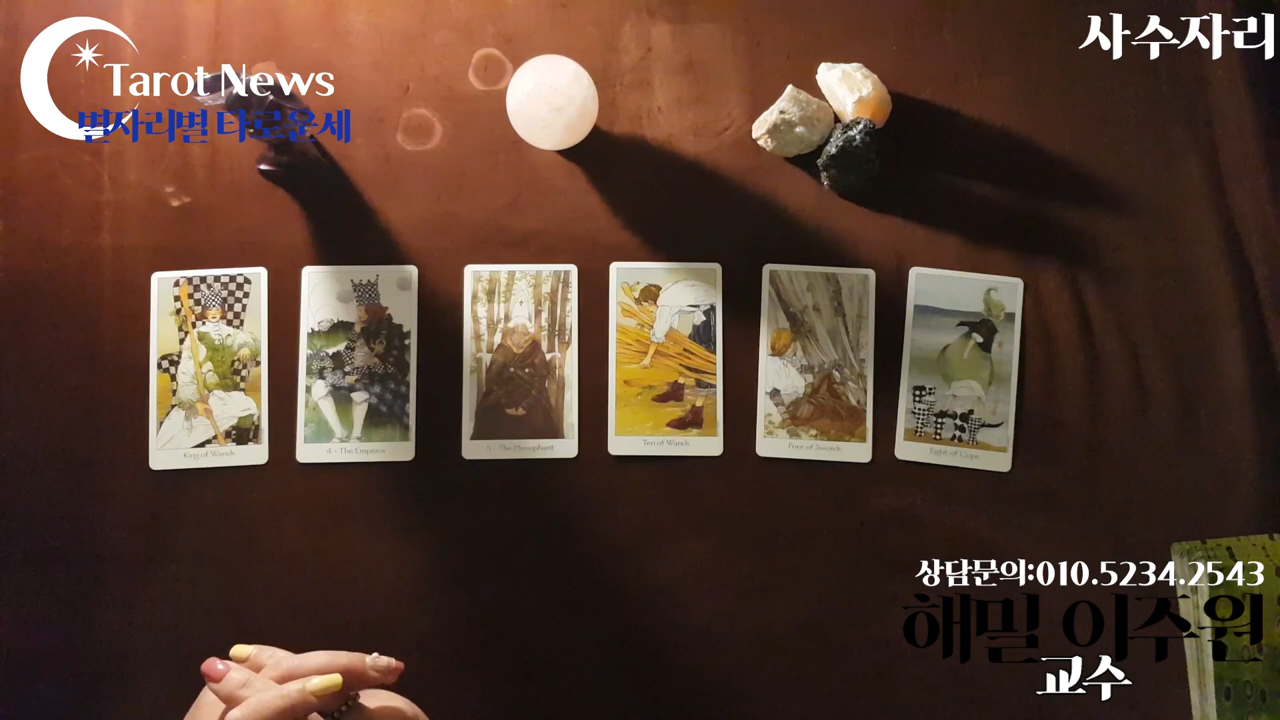 사수자리
Tarot News
별자리별 타로운세
King of Wands
4 - The Emperor
5 - The Hierophant
Ten of Wands
Four of Swords
Eight of Cups
상담문의:010.5234.2543
해밀 이주원
교수